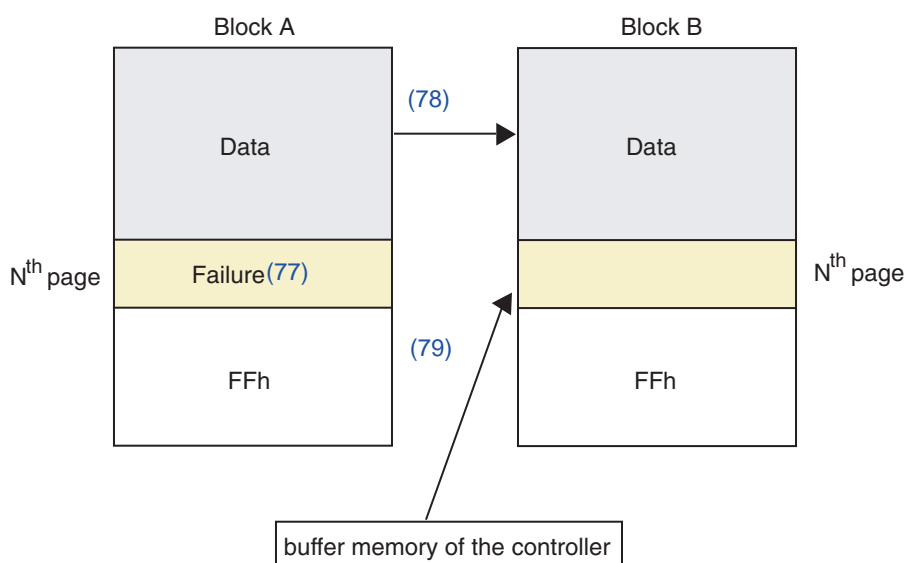 Block A
Block B
(78)
Data
Data
Nth page
Failure(77)
Nth page
(79)
FFh
FFh
buffer memory of the controller